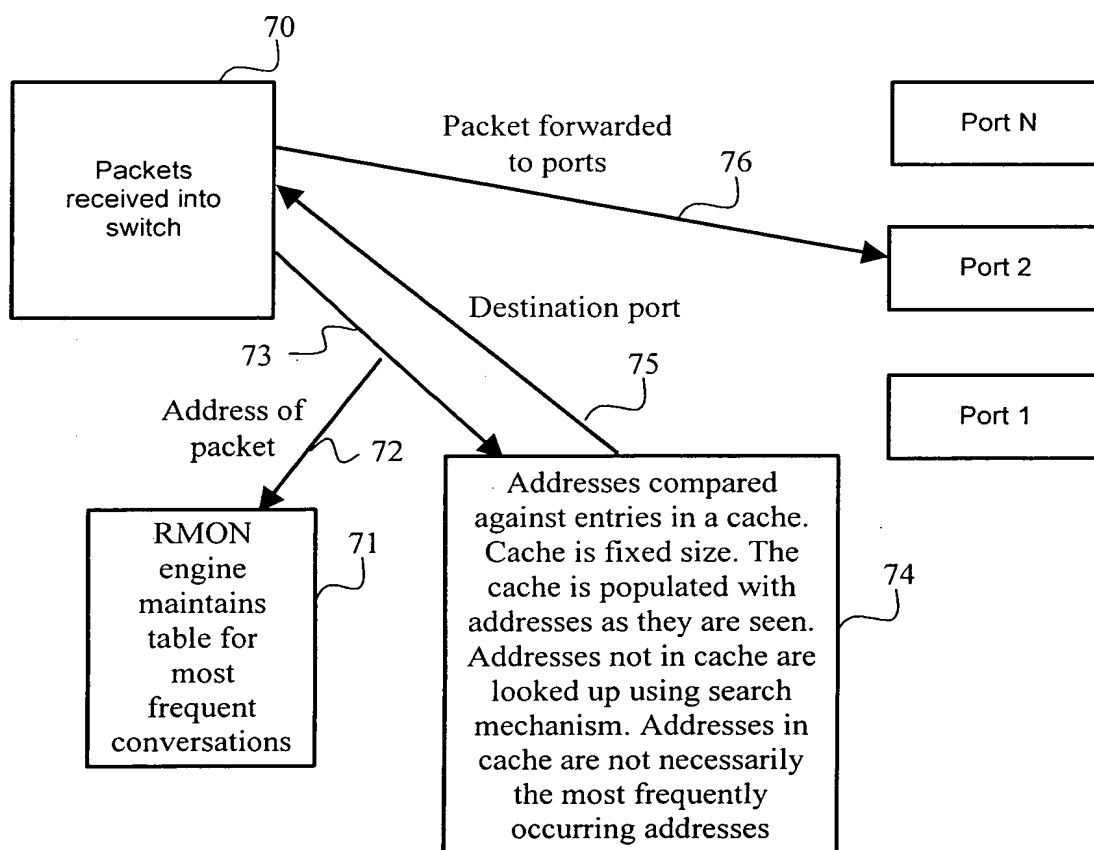 70
Packets
received into
switch
Packet forwarded
to ports
76
Port N
Port 2
Port 1
Destination port
73
75
Address of
packet
72
RMON
engine
maintains
table for
most
frequent
conversations
71
Addresses compared
against entries in a cache.
Cache is fixed size. The
cache is populated with
addresses as they are seen.
Addresses not in cache are
looked up using search
mechanism. Addresses in
cache are not necessarily
the most frequently
occurring addresses
74